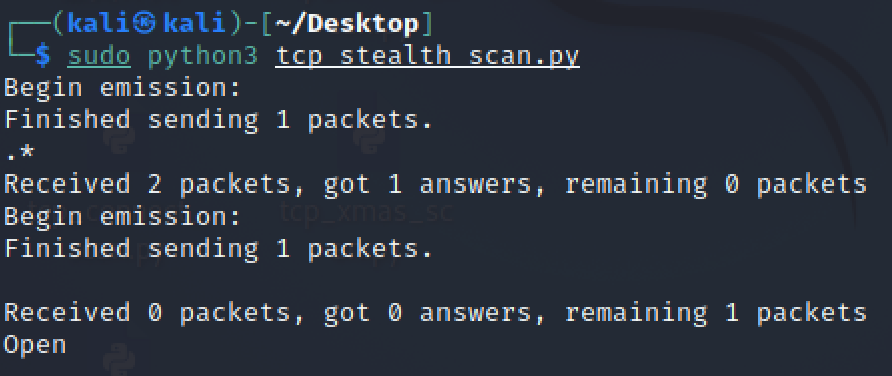 ┌──(kali㉿kali)-[~/Desktop]
└─$ sudo python3 tcp_stealth_scan.py
Begin emission:
Finished sending 1 packets.
.*
Received 2 packets, got 1 answers, remaining 0 packets
Begin emission:
tcp_xmas_sc
Finished sending 1 packets.
Received 0 packets, got 0 answers, remaining 1 packets
Open